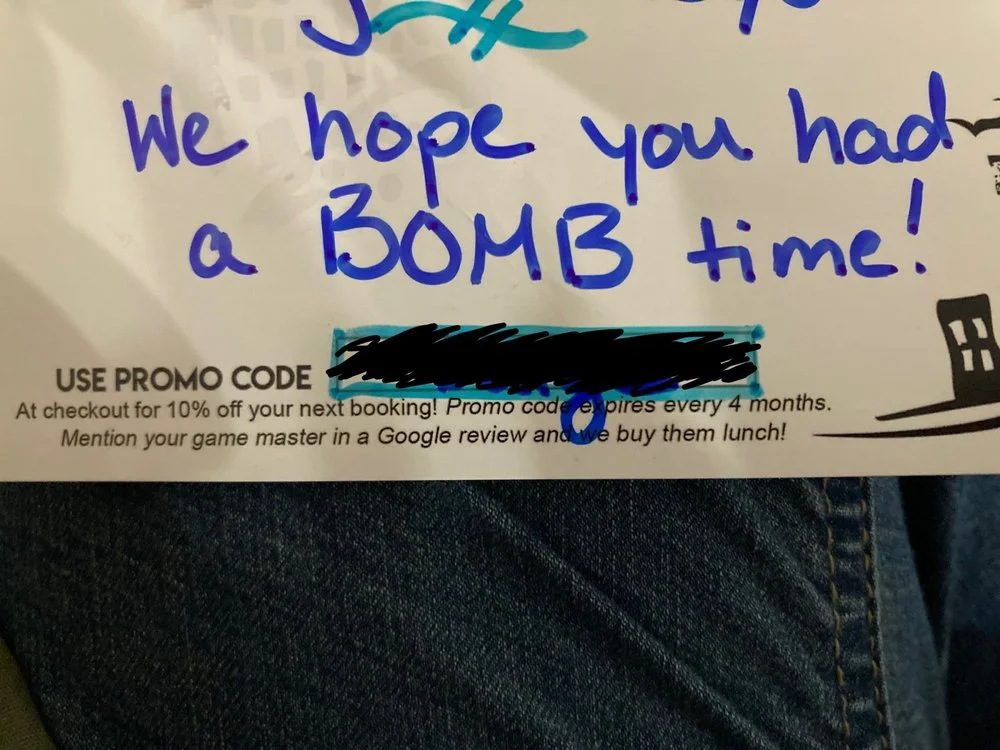 We hope you had
a BOMB time!
USE PROMO CODE
At checkout for 10% off your next booking! Promo code expires every 4 months.
Mention your game master in a Google review and we buy them lunch!